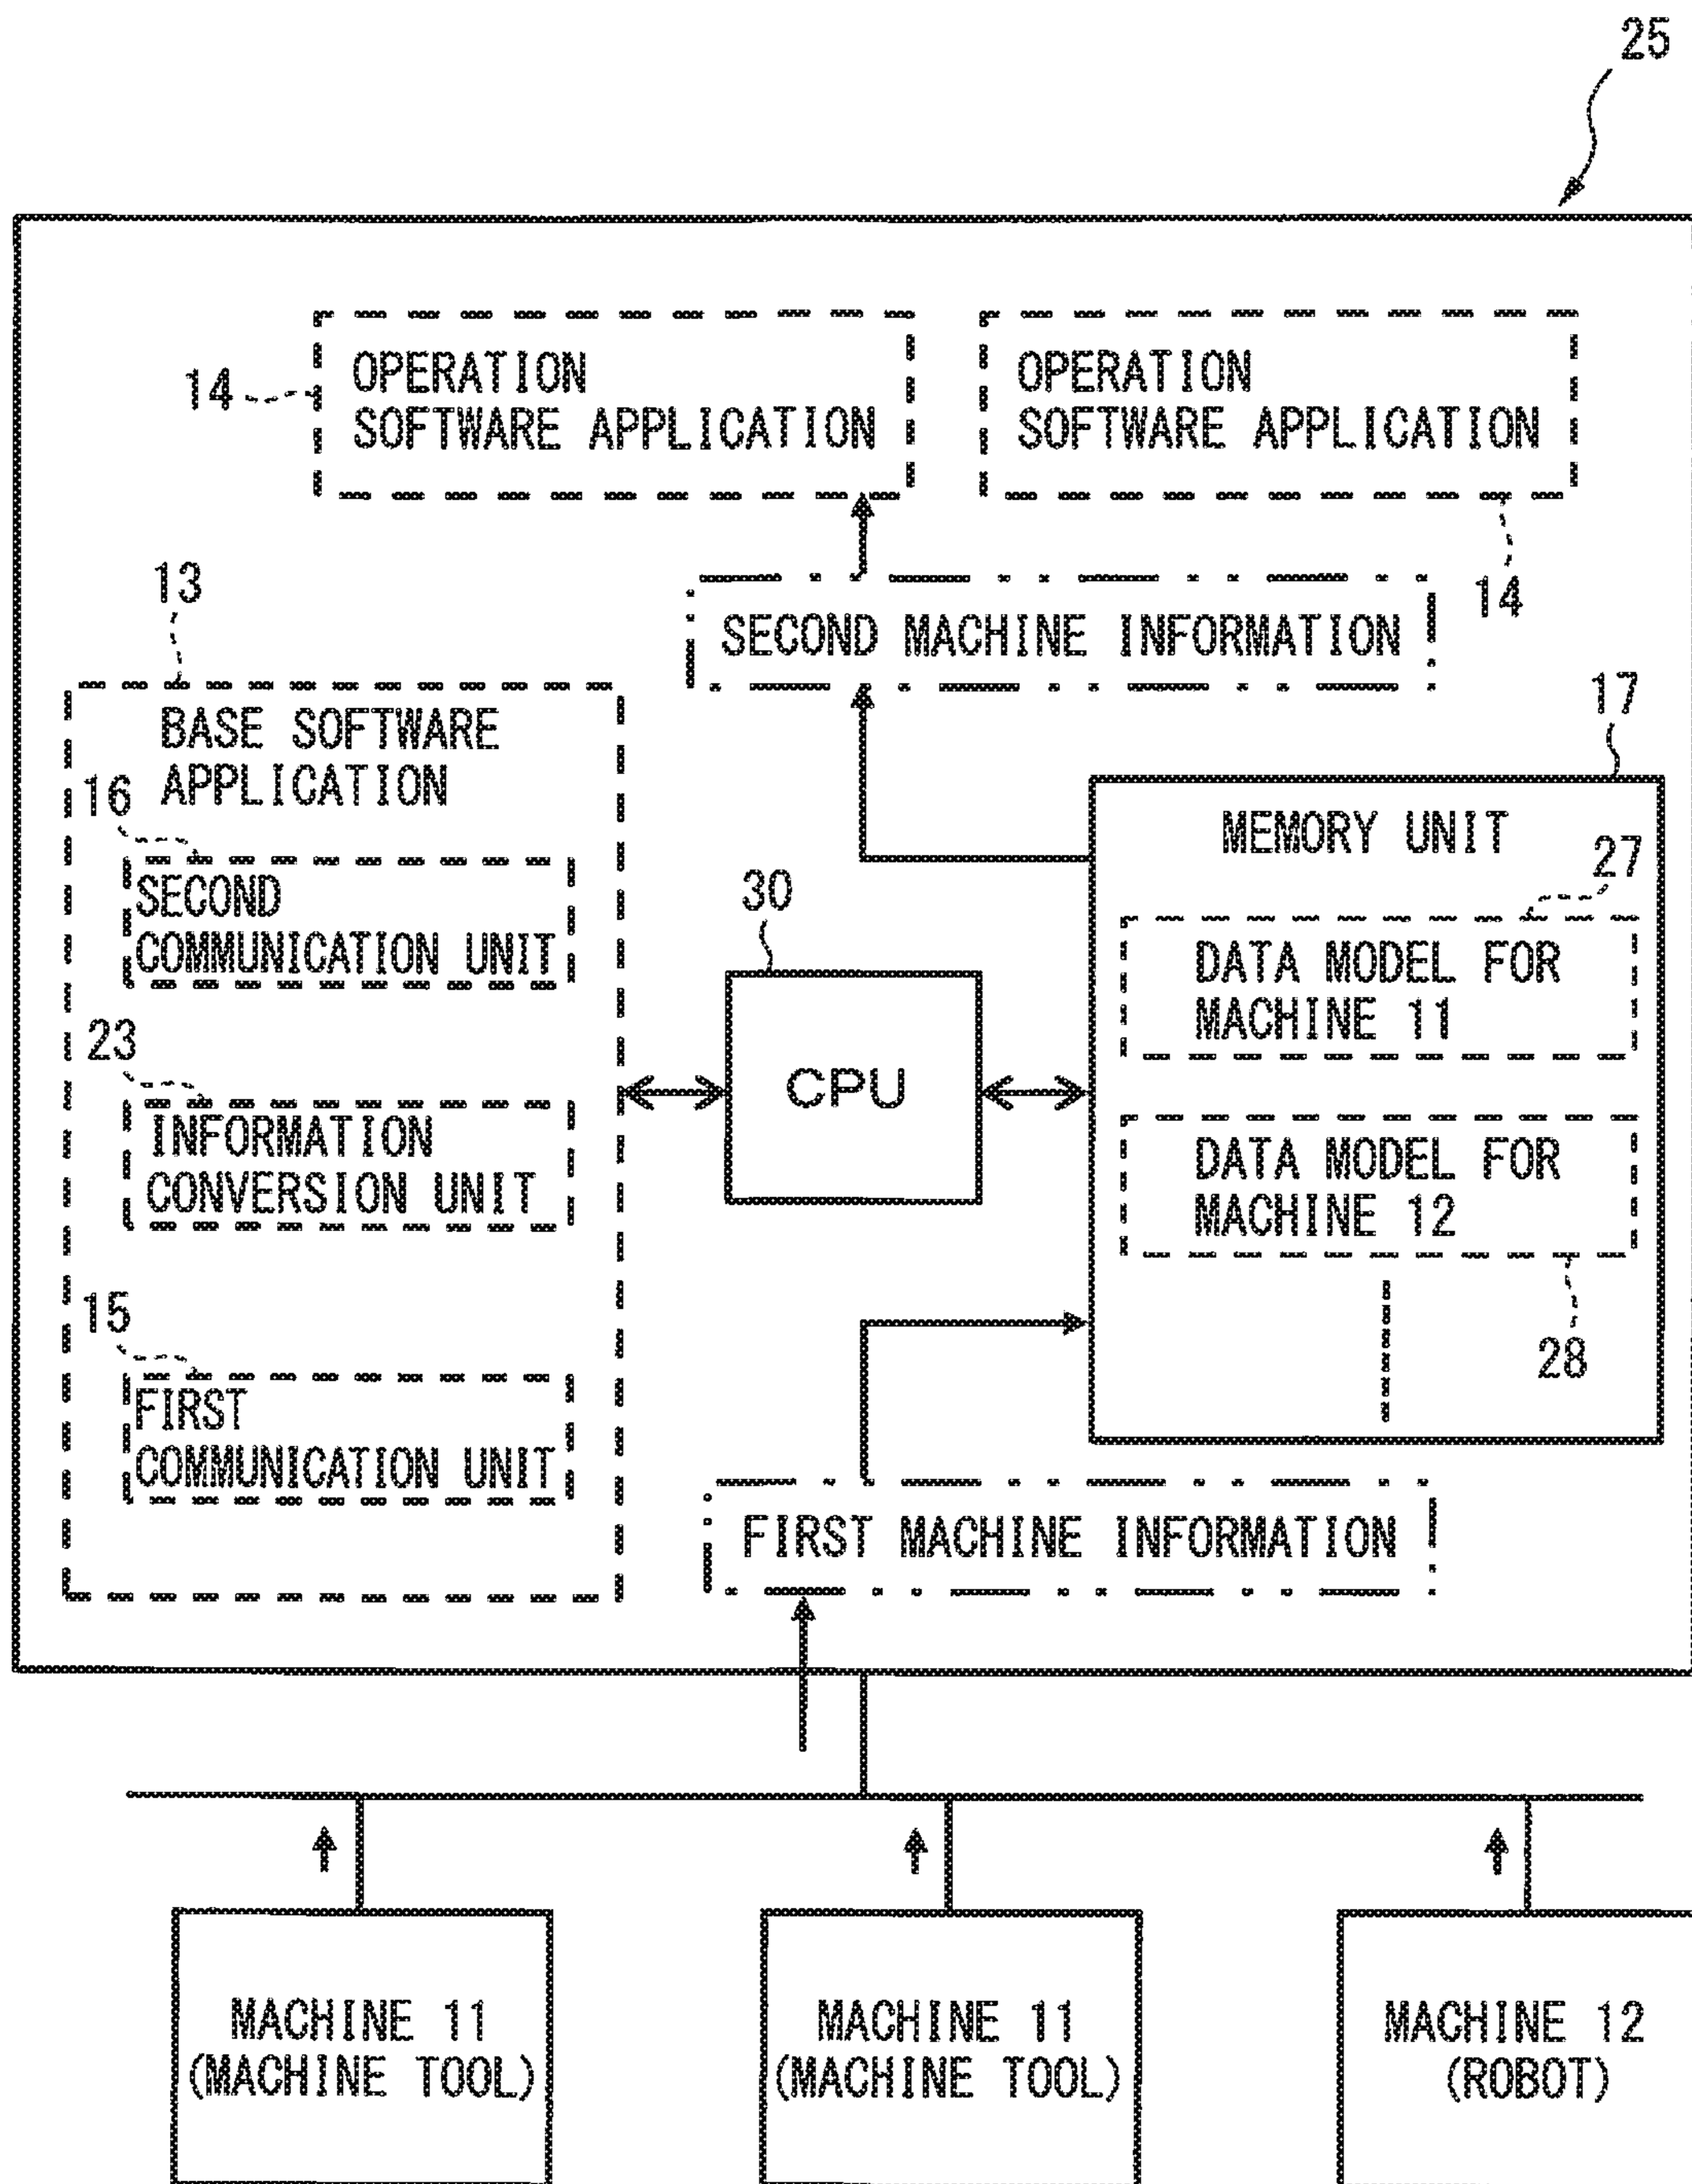 25
OPERATION
SOFTWARE APPLICATION
14
OPERATION
SOFTWARE APPLICATION
14
SECOND MACHINE INFORMATION
13
BASE SOFTWARE
APPLICATION
16
SECOND
COMMUNICATION UNIT
23
INFORMATION
CONVERSION UNIT
15
FIRST
COMMUNICATION UNIT
30
CPU
17
MEMORY UNIT
27
DATA MODEL FOR
MACHINE 11
DATA MODEL FOR
MACHINE 12
28
FIRST MACHINE INFORMATION
MACHINE 11
(MACHINE TOOL)
MACHINE 11
(MACHINE TOOL)
MACHINE 12
(ROBOT)